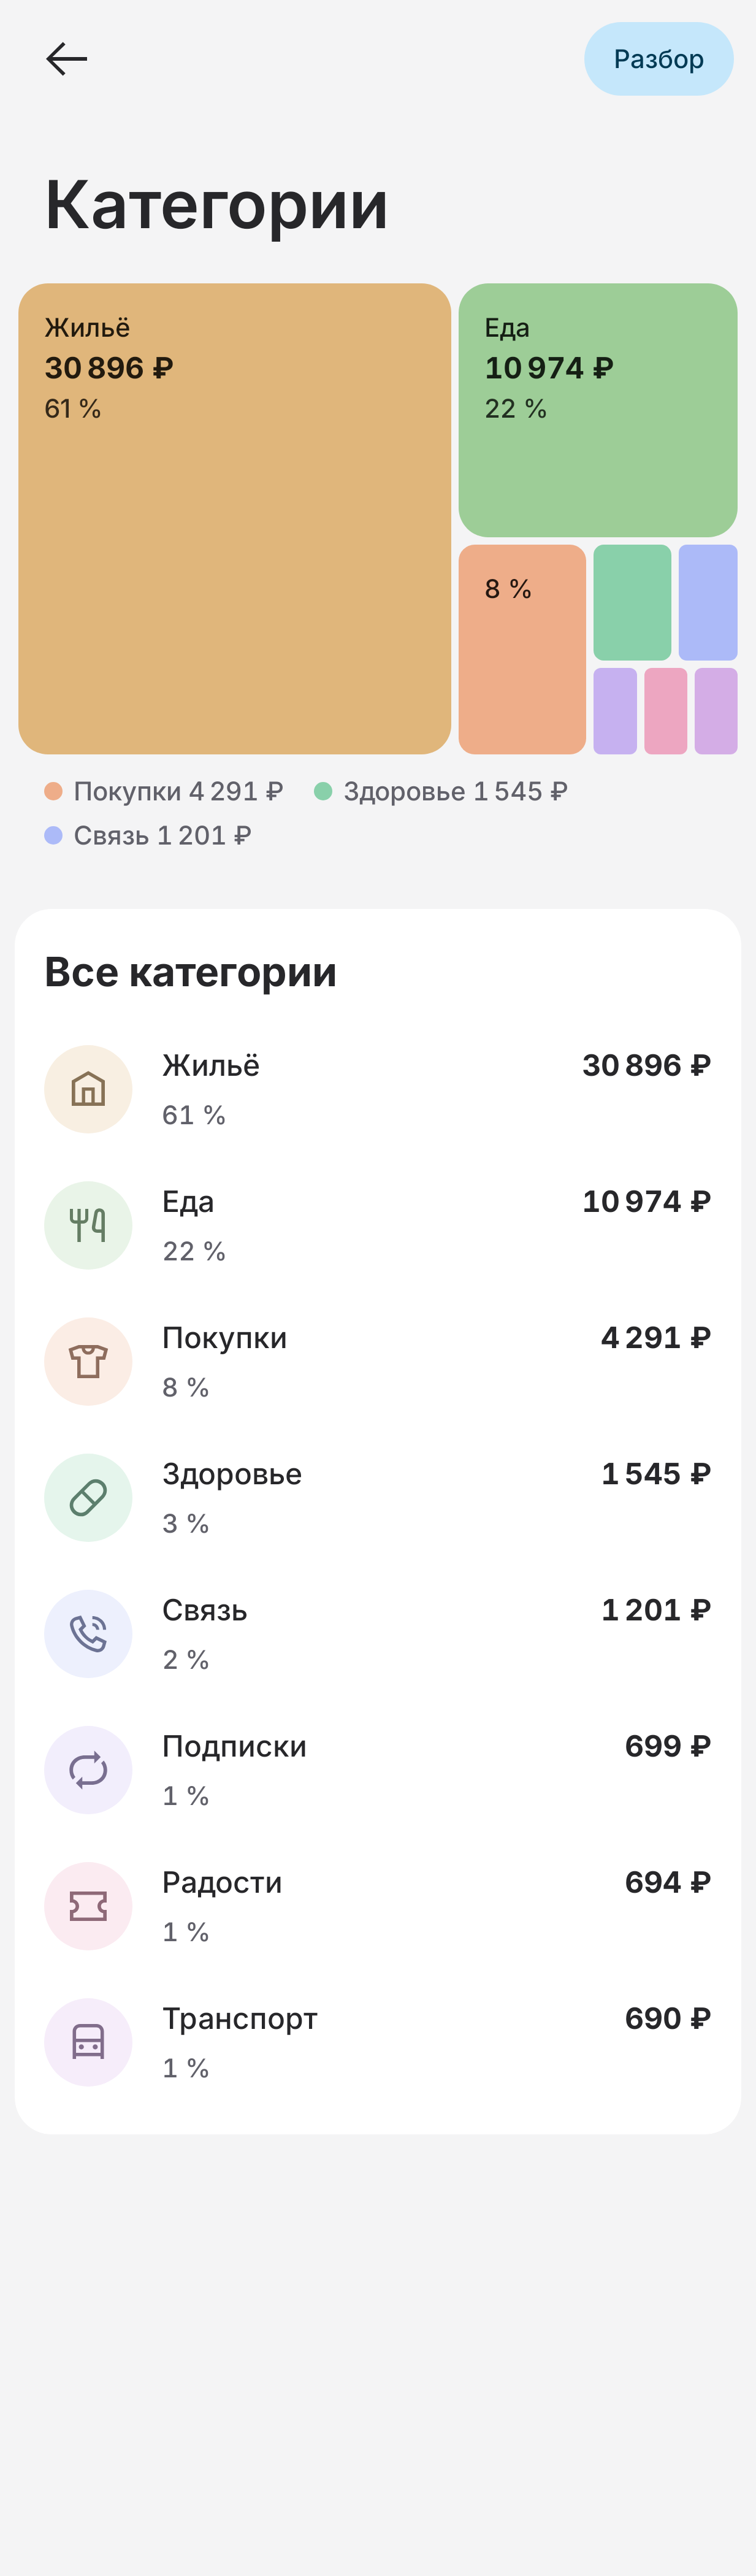 Разбор
Категории
Жильё
30 896 ₽
61 %
Еда
10 974 ₽
22 %
8 %
Покупки 4 291 ₽ Здоровье 1 545 ₽
Связь 1 201 ₽
Все категории
Жильё 30 896 ₽
61 %
Еда 10 974 ₽
22 %
Покупки 4 291 ₽
8 %
Здоровье 1 545 ₽
3 %
Связь 1 201 ₽
2 %
Подписки 699 ₽
1 %
Радости 694 ₽
1 %
Транспорт 690 ₽
1 %